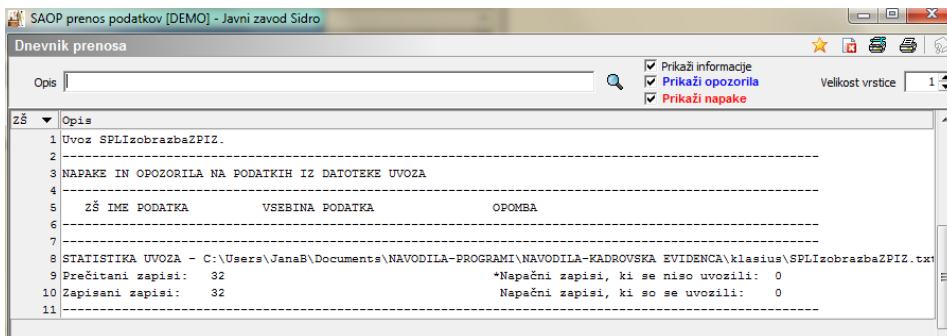 SAOP prenos podatkov [DEMO] - Javni zavod Sidro
Dnevnik prenosa
Opis
Prikaži informacije
Prikaži opozorila
Prikaži napake
Velikost vrstice 1
ZŠ Opis
1 Uvoz SPLIzobrazbaZPIZ.
2 ----------------------------------------------------------------------------------------------------
3 NAPAKE IN OPOZORILA NA PODATKIH IZ DATOTEKE UVOZA
4 ----------------------------------------------------------------------------------------------------
5 ZŠ IME PODATKA VSEBINA PODATKA OPOMBA
6 ----------------------------------------------------------------------------------------------------
7 ----------------------------------------------------------------------------------------------------
8 STATISTIKA UVOZA - C:\Users\JanaB\Documents\NAVODILA-PROGRAMI\NAVODILA-KADROVSKA EVIDENCA\klasius\SPLIzobrazbaZPIZ.txt
9 Prečitani zapisi: 32 *Napačni zapisi, ki se niso uvozili: 0
10 Zapisani zapisi: 32 Napačni zapisi, ki so se uvozili: 0
11 ----------------------------------------------------------------------------------------------------